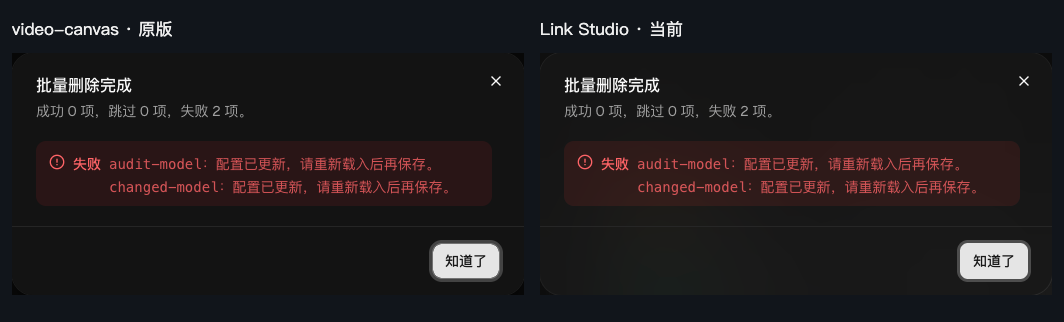 video-canvas · 原版
批量删除完成
成功 0 项，跳过 0 项，失败 2 项。
失败 audit-model：配置已更新，请重新载入后再保存。
changed-model：配置已更新，请重新载入后再保存。
知道了
Link Studio · 当前
批量删除完成
成功 0 项，跳过 0 项，失败 2 项。
失败 audit-model：配置已更新，请重新载入后再保存。
changed-model：配置已更新，请重新载入后再保存。
知道了